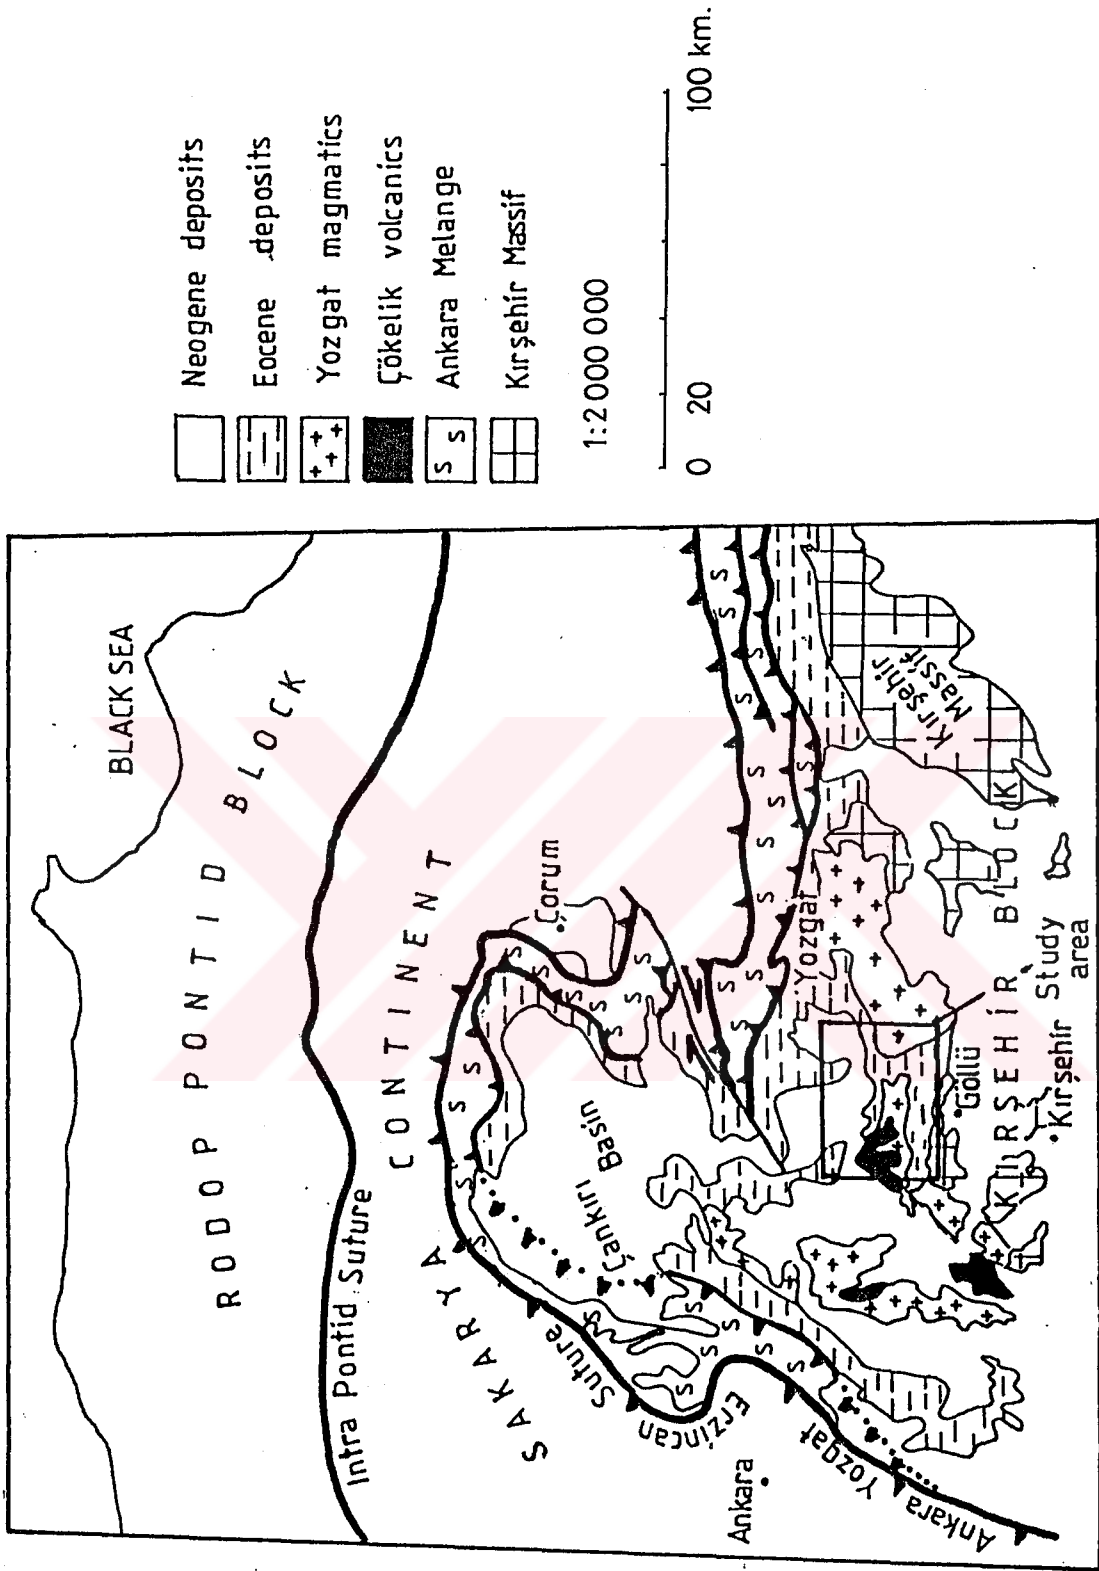 BLACK SEA
RODOP PONTID BLOCK
Intra Pontid Suture
SAKARYA CONTINENT
Çorum
Çankırı Basin
Ankara Yozgat Erzincan Suture
Ankara
Yozgat
Kırşehir
Massif
Göllü
KIRŞEHİR BLOCK
Kırşehir
Study
area
Neogene deposits
Eocene deposits
Yozgat magmatics
Çökelik volcanics
s s Ankara Melange
Kırşehir Massif
1:2 000 000
0 20 100 km.